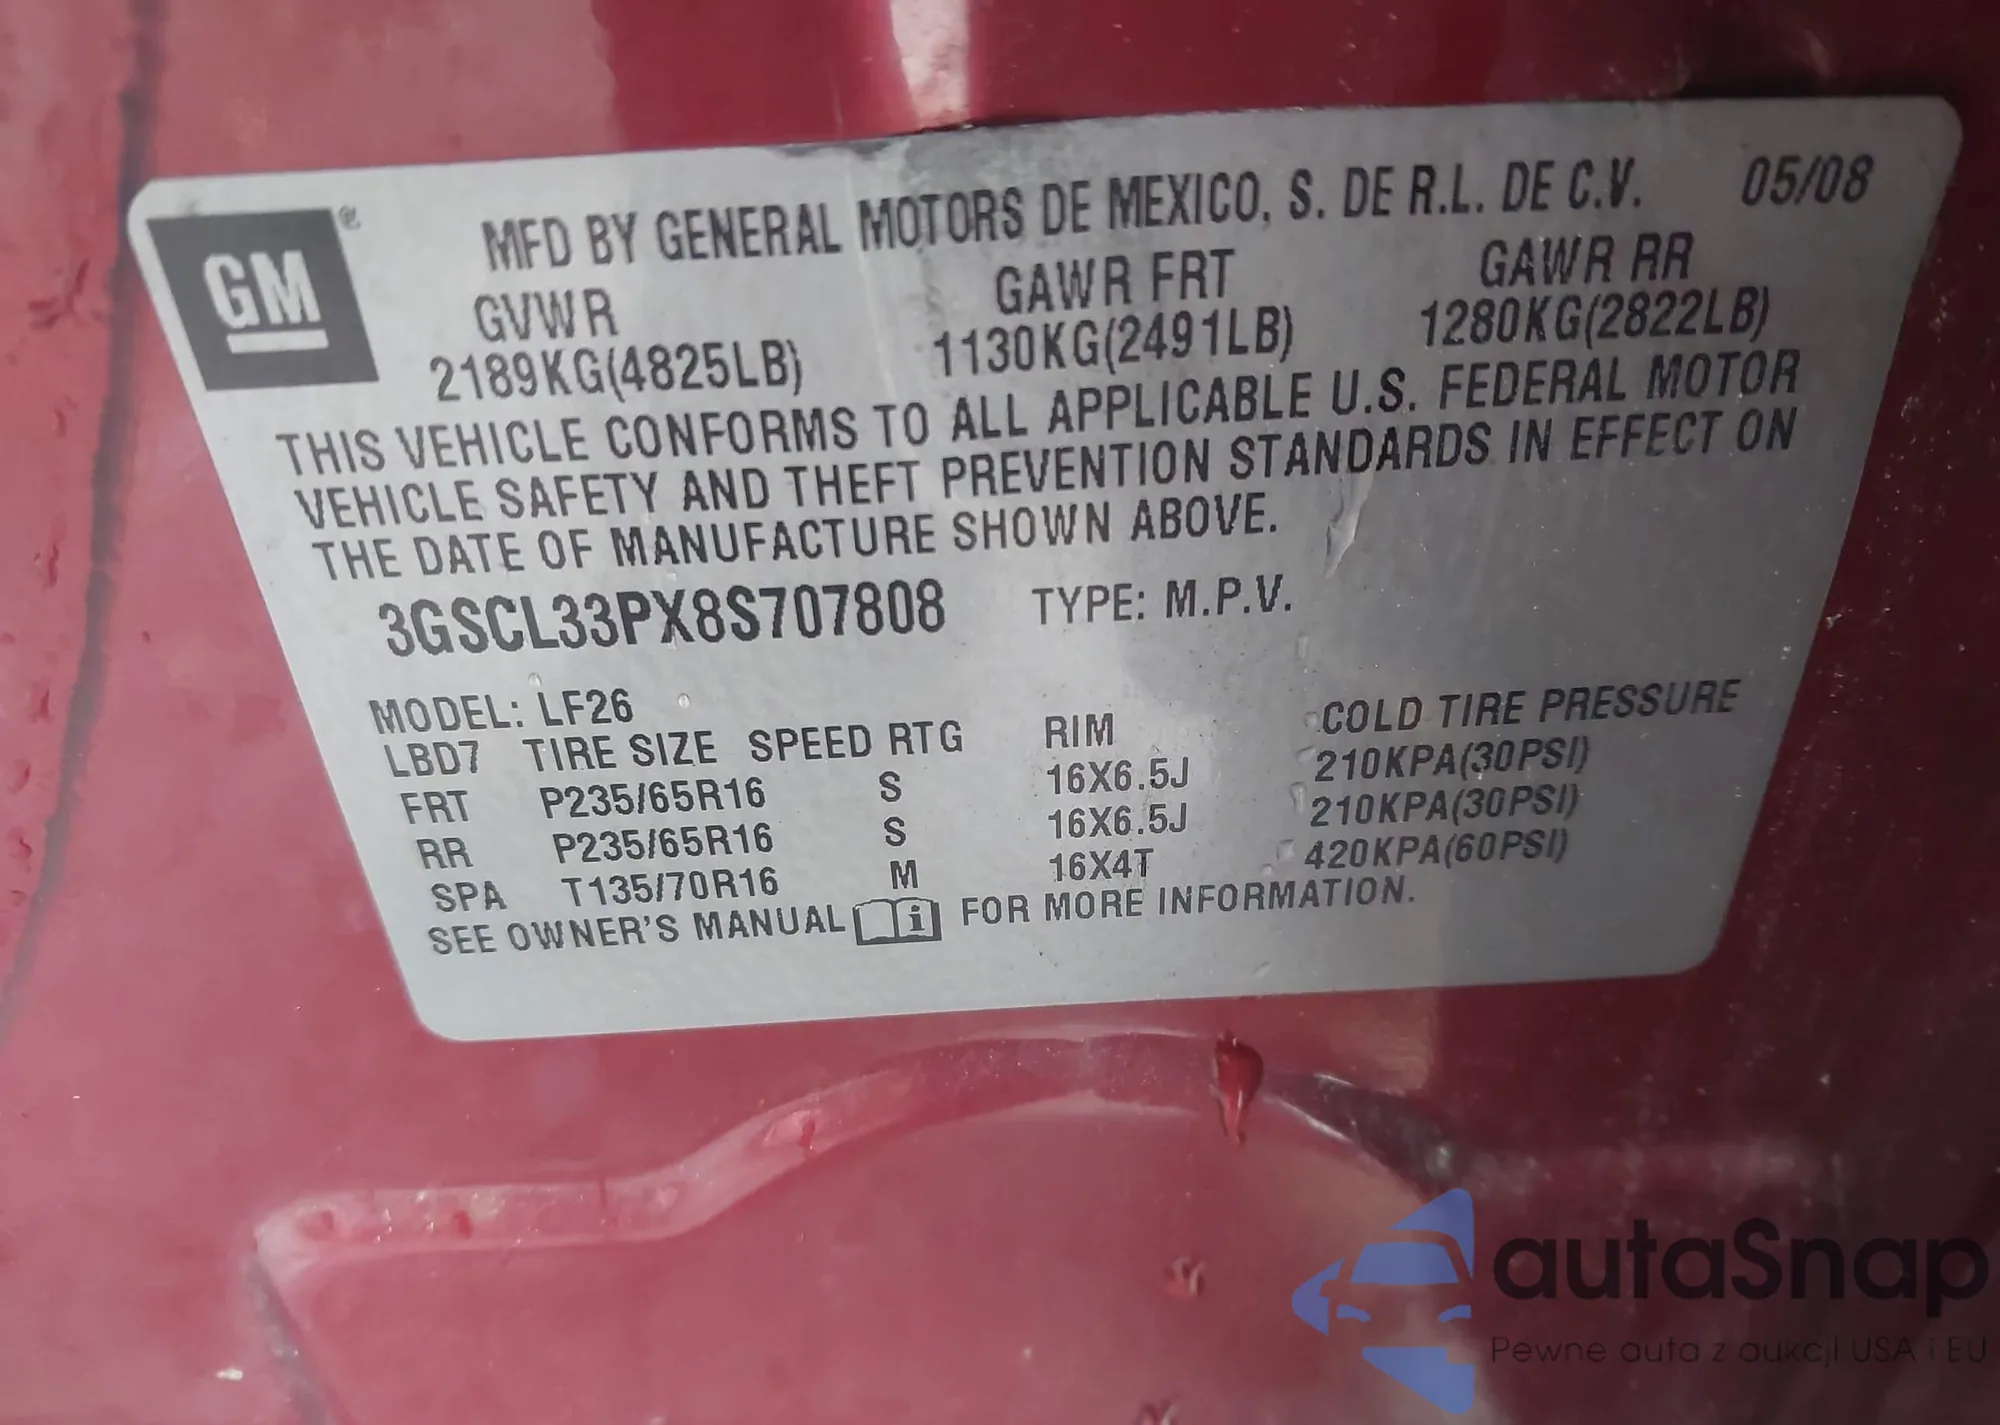 GM ®
MFD BY GENERAL MOTORS DE MEXICO, S. DE R.L. DE C.V. 05/08
GVWR GAWR FRT GAWR RR
2189KG(4825LB) 1130KG(2491LB) 1280KG(2822LB)
THIS VEHICLE CONFORMS TO ALL APPLICABLE U.S. FEDERAL MOTOR
VEHICLE SAFETY AND THEFT PREVENTION STANDARDS IN EFFECT ON
THE DATE OF MANUFACTURE SHOWN ABOVE.
3GSCL33PX8S707808 TYPE: M.P.V.
MODEL: LF26
LBD7 TIRE SIZE SPEED RTG RIM COLD TIRE PRESSURE
FRT P235/65R16 S 16X6.5J 210KPA(30PSI)
RR P235/65R16 S 16X6.5J 210KPA(30PSI)
SPA T135/70R16 M 16X4T 420KPA(60PSI)
SEE OWNER'S MANUAL i FOR MORE INFORMATION.
autaSnap
Pewne auta z aukcji USA i EU